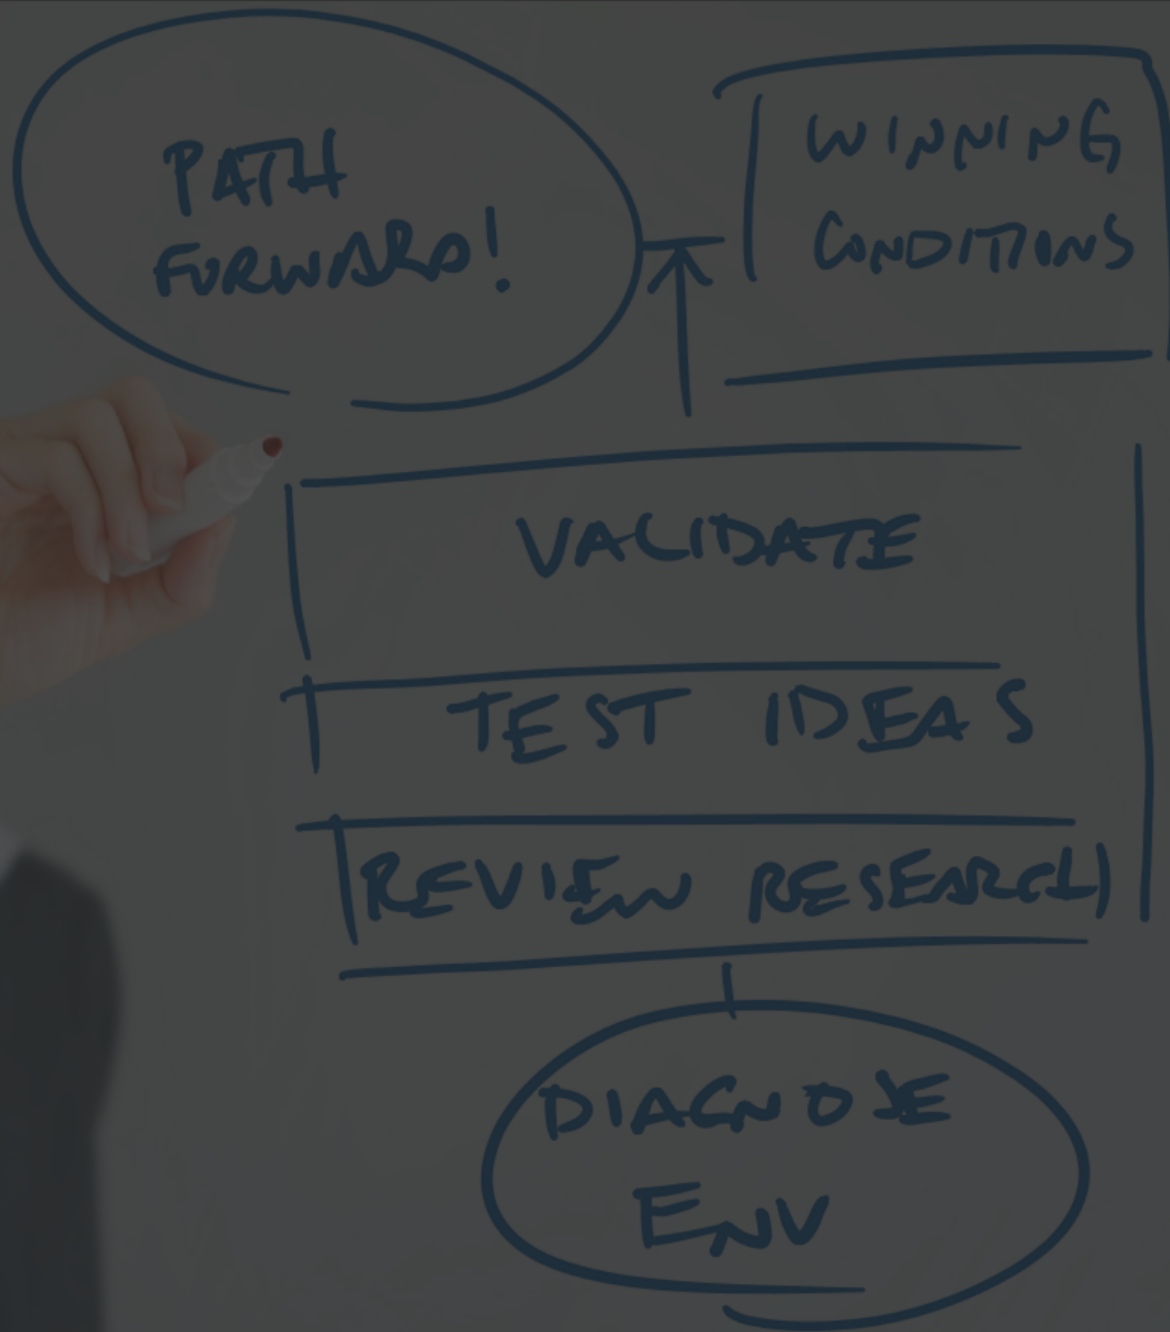 PATH
FORWARD!
WINNING
CONDITIONS
VALIDATE
TEST IDEAS
REVIEW RESEARCH
DIAGNOSE
ENV